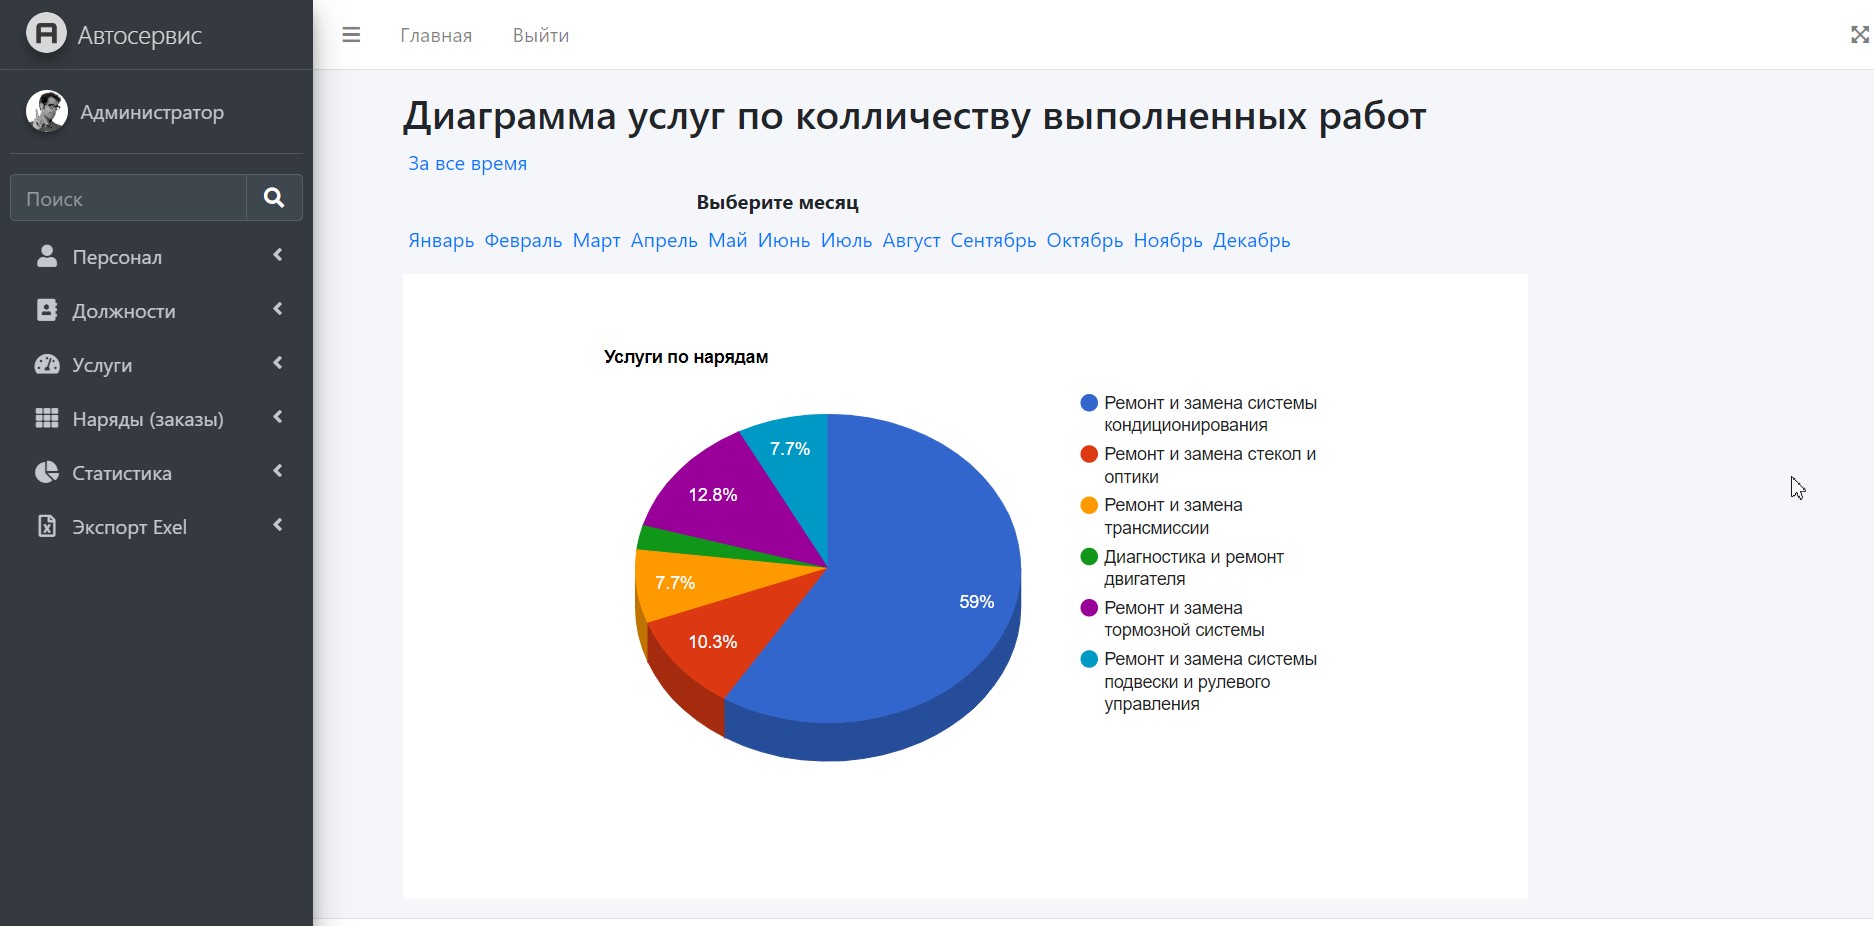 Автосервис
Главная
Выйти
Администратор
Поиск
Персонал
Должности
Услуги
Наряды (заказы)
Статистика
Экспорт Exel
Диаграмма услуг по колличеству выполненных работ
За все время
Выберите месяц
Январь Февраль Март Апрель Май Июнь Июль Август Сентябрь Октябрь Ноябрь Декабрь
Услуги по нарядам
7.7%
12.8%
7.7%
10.3%
59%
Ремонт и замена системы
кондиционирования
Ремонт и замена стекол и
оптики
Ремонт и замена
трансмиссии
Диагностика и ремонт
двигателя
Ремонт и замена
тормозной системы
Ремонт и замена системы
подвески и рулевого
управления